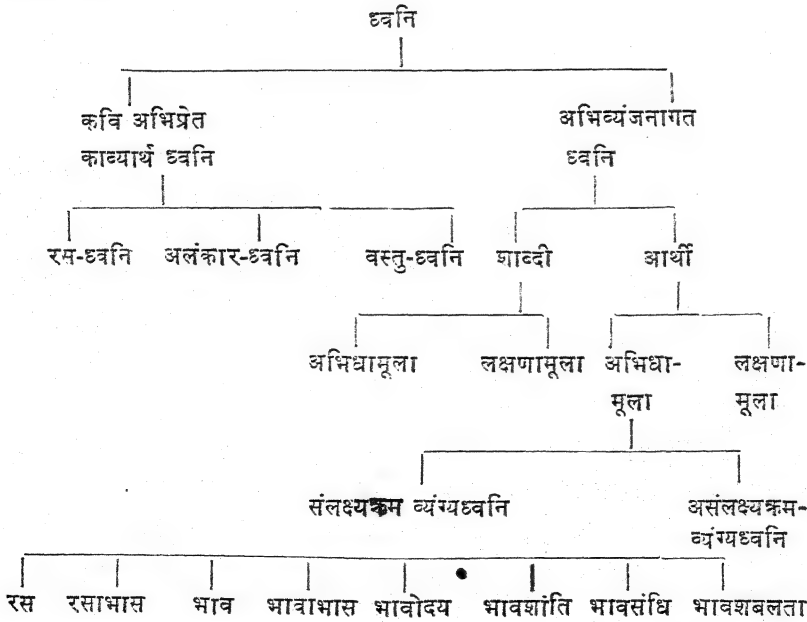 ध्वनि
कवि अभिप्रेत
काव्यार्थ ध्वनि
अभिव्यंजनागत
ध्वनि
रस-ध्वनि अलंकार-ध्वनि वस्तु-ध्वनि शाब्दी आर्थी
अभिधामूला लक्षणामूला अभिधा-
मूला
लक्षणा-
मूला
संलक्ष्यक्रम व्यंग्यध्वनि
असंलक्ष्यक्रम-
व्यंग्यध्वनि
रस रसाभास भाव भावाभास भावोदय भावशांति भावसंधि भावशबलता